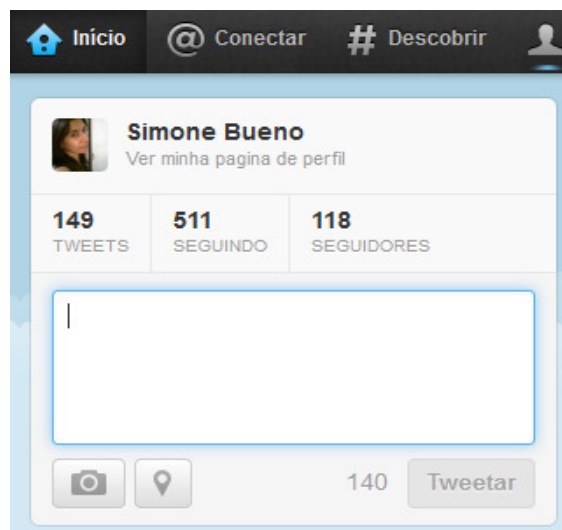 Início @ Conectar # Descobrir
Simone Bueno
Ver minha pagina de perfil
149 511 118
TWEETS SEGUINDO SEGUIDORES
140 Tweetar